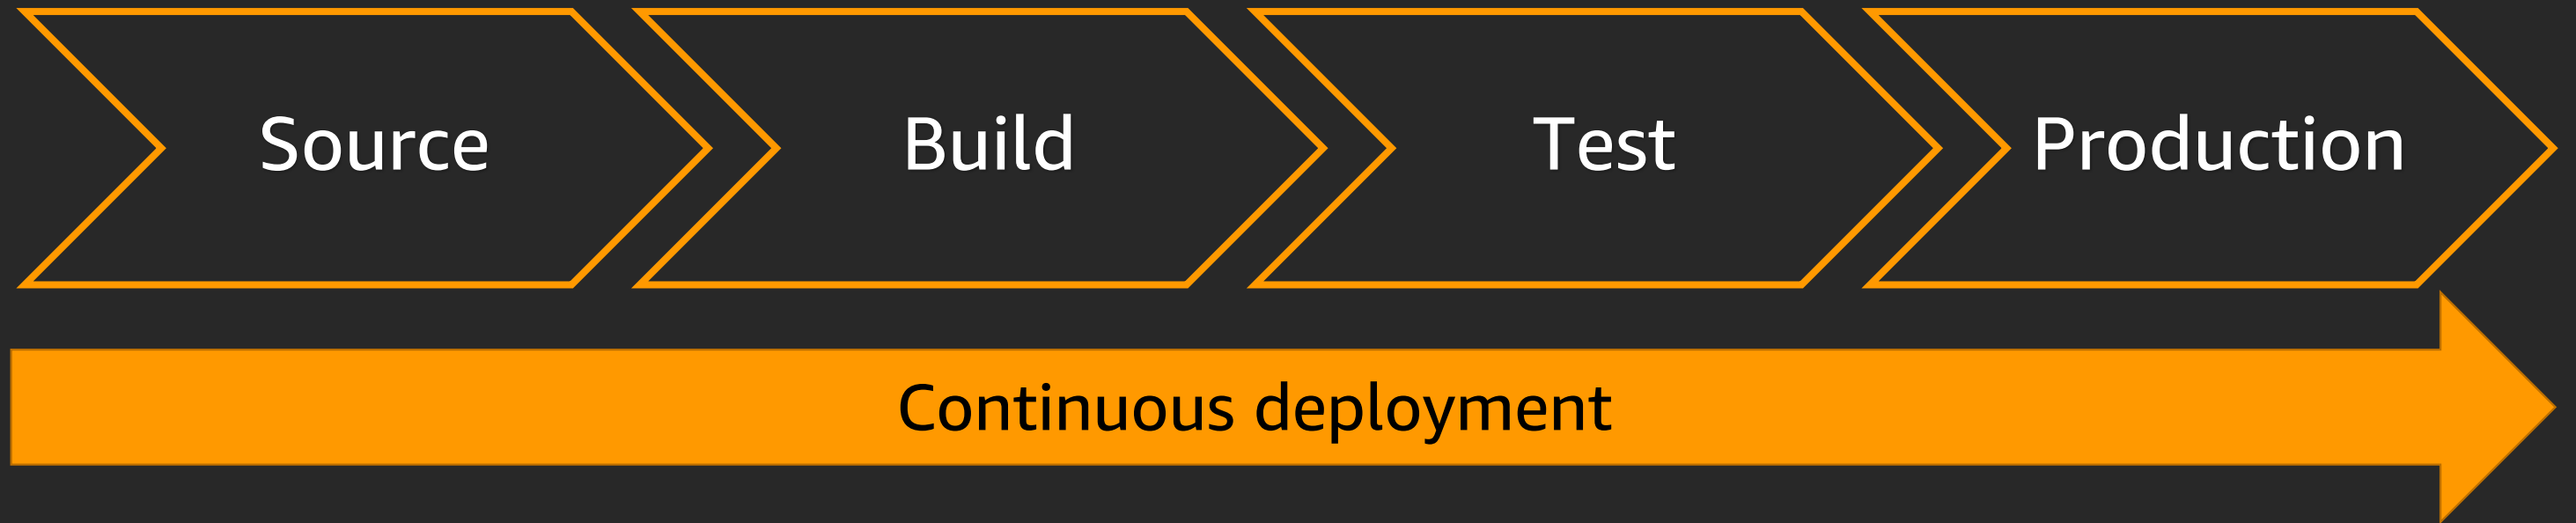 Source
Build
Test
Production
Continuous deployment